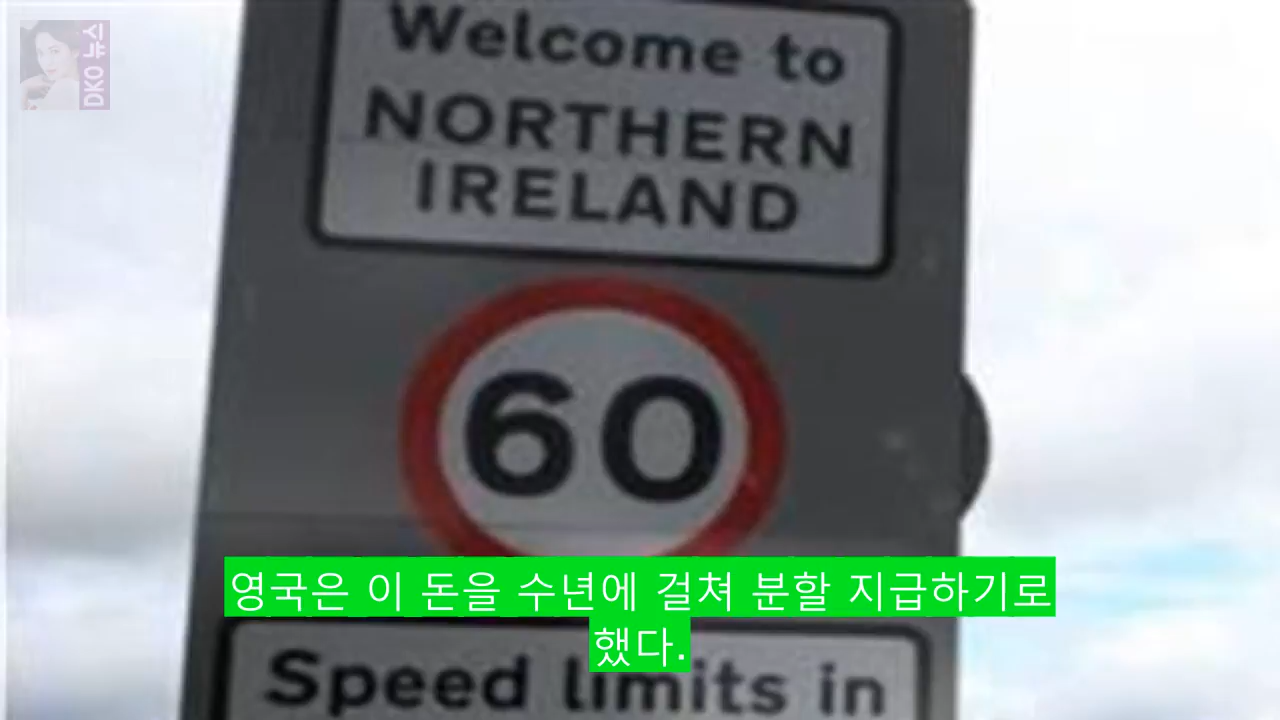 DKO 뉴스
Welcome to
NORTHERN
IRELAND
60
영국은 이 돈을 수년에 걸쳐 분할 지급하기로
했다.
Speed limits in